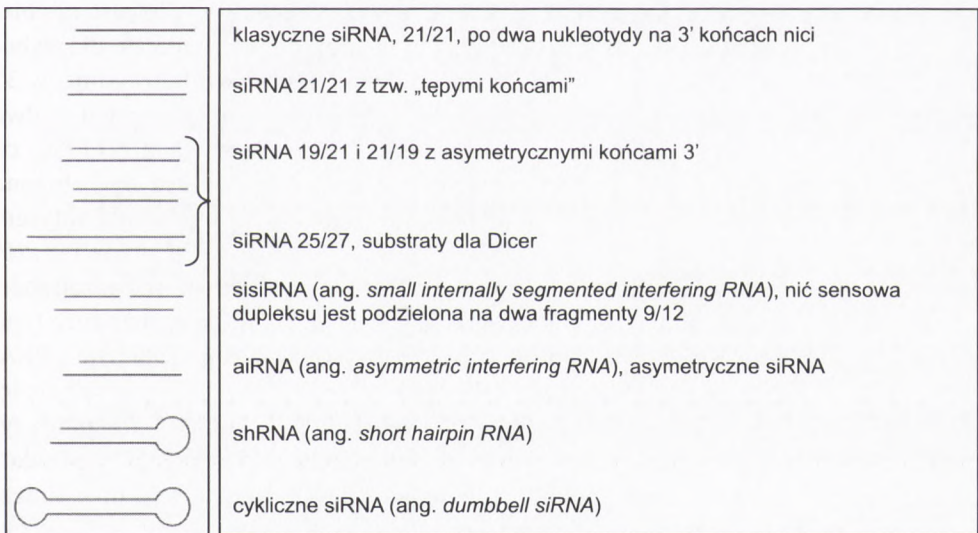 klasyczne siRNA, 21/21, po dwa nukleotydy na 3' końcach nici
siRNA 21/21 z tzw. „tępymi końcami”
siRNA 19/21 i 21/19 z asymetrycznymi końcami 3'
siRNA 25/27, substraty dla Dicer
sisiRNA (ang. small internally segmented interfering RNA), nić sensowa
dupleksu jest podzielona na dwa fragmenty 9/12
aiRNA (ang. asymmetric interfering RNA), asymetryczne siRNA
shRNA (ang. short hairpin RNA)
cykliczne siRNA (ang. dumbbell siRNA)